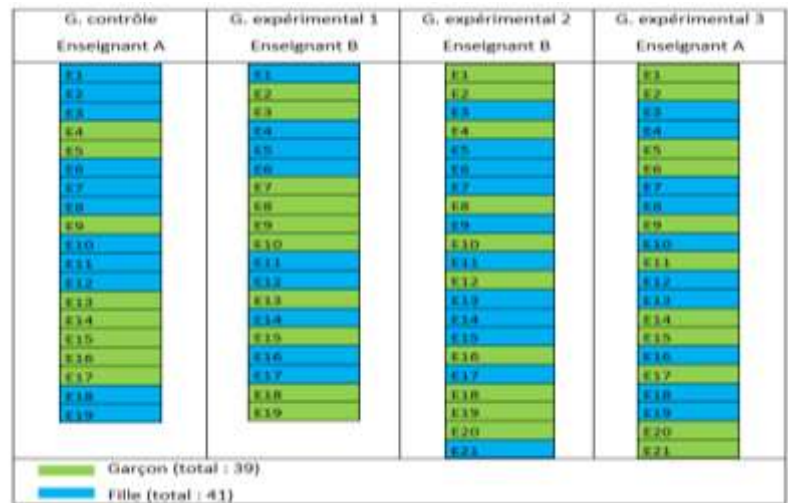 G. contrôle G. expérimental 1 G. expérimental 2 G. expérimental 3
Enseignant A Enseignant B Enseignant B Enseignant A
E1 E1 E1 E1
E2 E2 E2 E2
E3 E3 E3 E3
E4 E4 E4 E4
E5 E5 E5 E5
E6 E6 E6 E6
E7 E7 E7 E7
E8 E8 E8 E8
E9 E9 E9 E9
E10 E10 E10 E10
E11 E11 E11 E11
E12 E12 E12 E12
E13 E13 E13 E13
E14 E14 E14 E14
E15 E15 E15 E15
E16 E16 E16 E16
E17 E17 E17 E17
E18 E18 E18 E18
E19 E19 E19 E19
E20 E20
E21 E21
Garçon (total : 39)
Fille (total : 41)